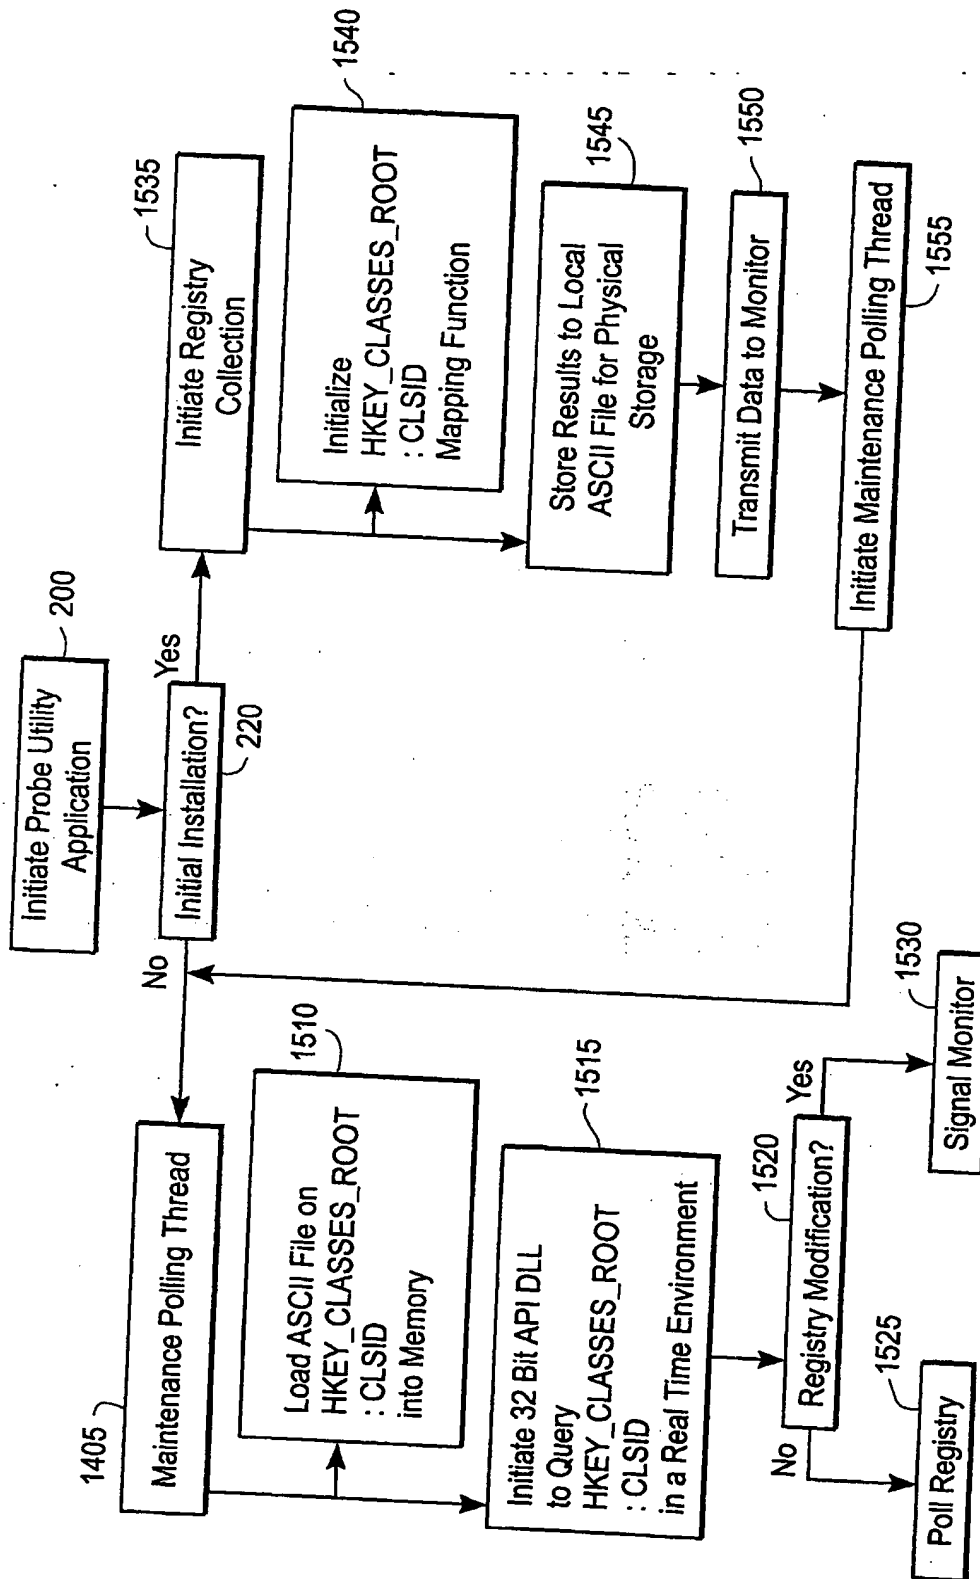 Initiate Probe Utility
Application
200
Initial Installation?
220
No
Yes
Maintenance Polling Thread
1405
Load ASCII File on
HKEY_CLASSES_ROOT
: CLSID
into Memory
1510
Initiate 32 Bit API DLL
to Query
HKEY_CLASSES_ROOT
: CLSID
in a Real Time Environment
1515
Registry Modification?
1520
No
Yes
Poll Registry
1525
Signal Monitor
1530
Initiate Registry
Collection
1535
Initialize
HKEY_CLASSES_ROOT
: CLSID
Mapping Function
1540
Store Results to Local
ASCII File for Physical
Storage
1545
Transmit Data to Monitor
1550
Initiate Maintenance Polling Thread
1555